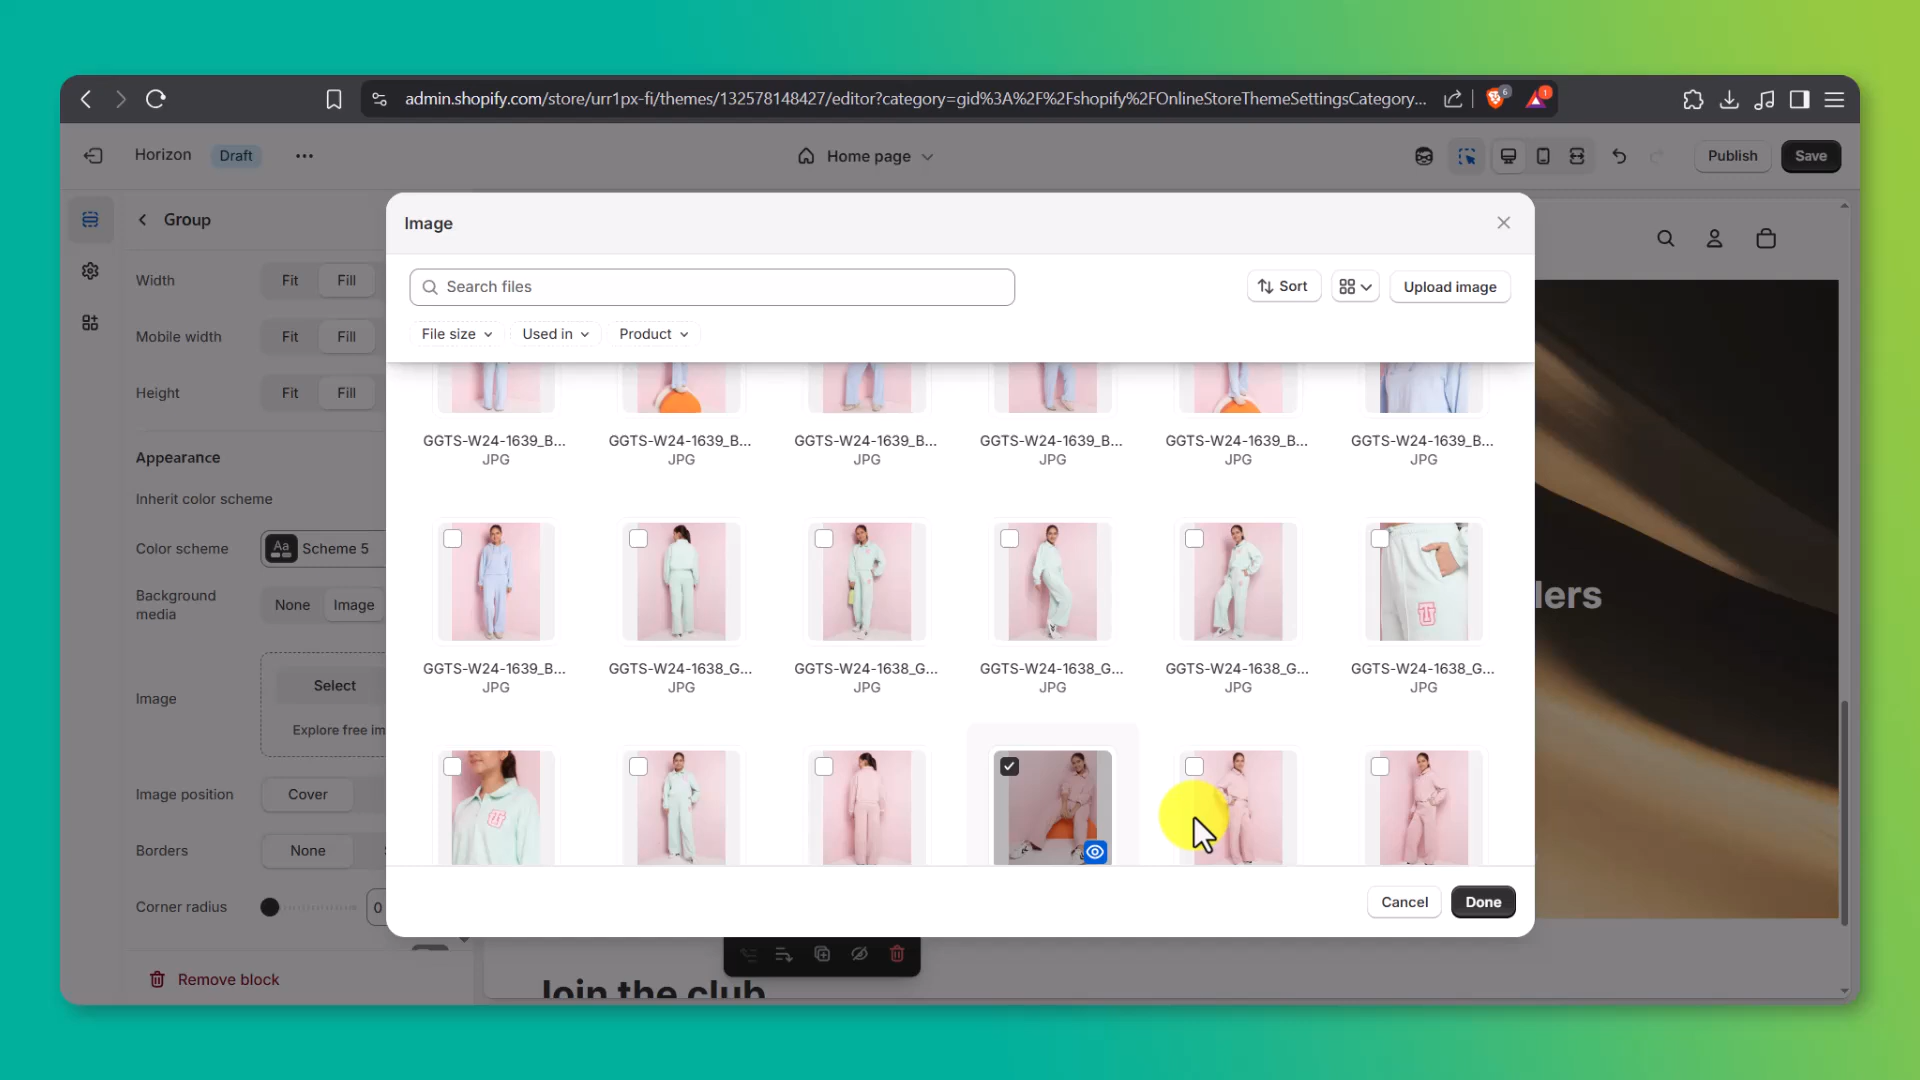 admin.shopify.com/store/urr1px-fi/themes/132578148427/editor?category=gid%3A%2F%2Fshopify%2FOnlineStoreThemeSettingsCategory...
6
1
Horizon
Draft
Home page
Publish
Save
Group
Width
Fit
Fill
Mobile width
Fit
Fill
Height
Fit
Fill
Appearance
Inherit color scheme
Color scheme
Aa
Scheme 5
Background
media
None
Image
Image
Select
Explore free im
Image position
Cover
Borders
None
Corner radius
0
Remove block
Image
Search files
Sort
Upload image
File size
Used in
Product
GGTS-W24-1639_B... GGTS-W24-1639_B... GGTS-W24-1639_B... GGTS-W24-1639_B... GGTS-W24-1639_B... GGTS-W24-1639_B...
JPG JPG JPG JPG JPG JPG
GGTS-W24-1639_B... GGTS-W24-1638_G... GGTS-W24-1638_G... GGTS-W24-1638_G... GGTS-W24-1638_G... GGTS-W24-1638_G...
JPG JPG JPG JPG JPG JPG
Cancel
Done
lers
Join the club